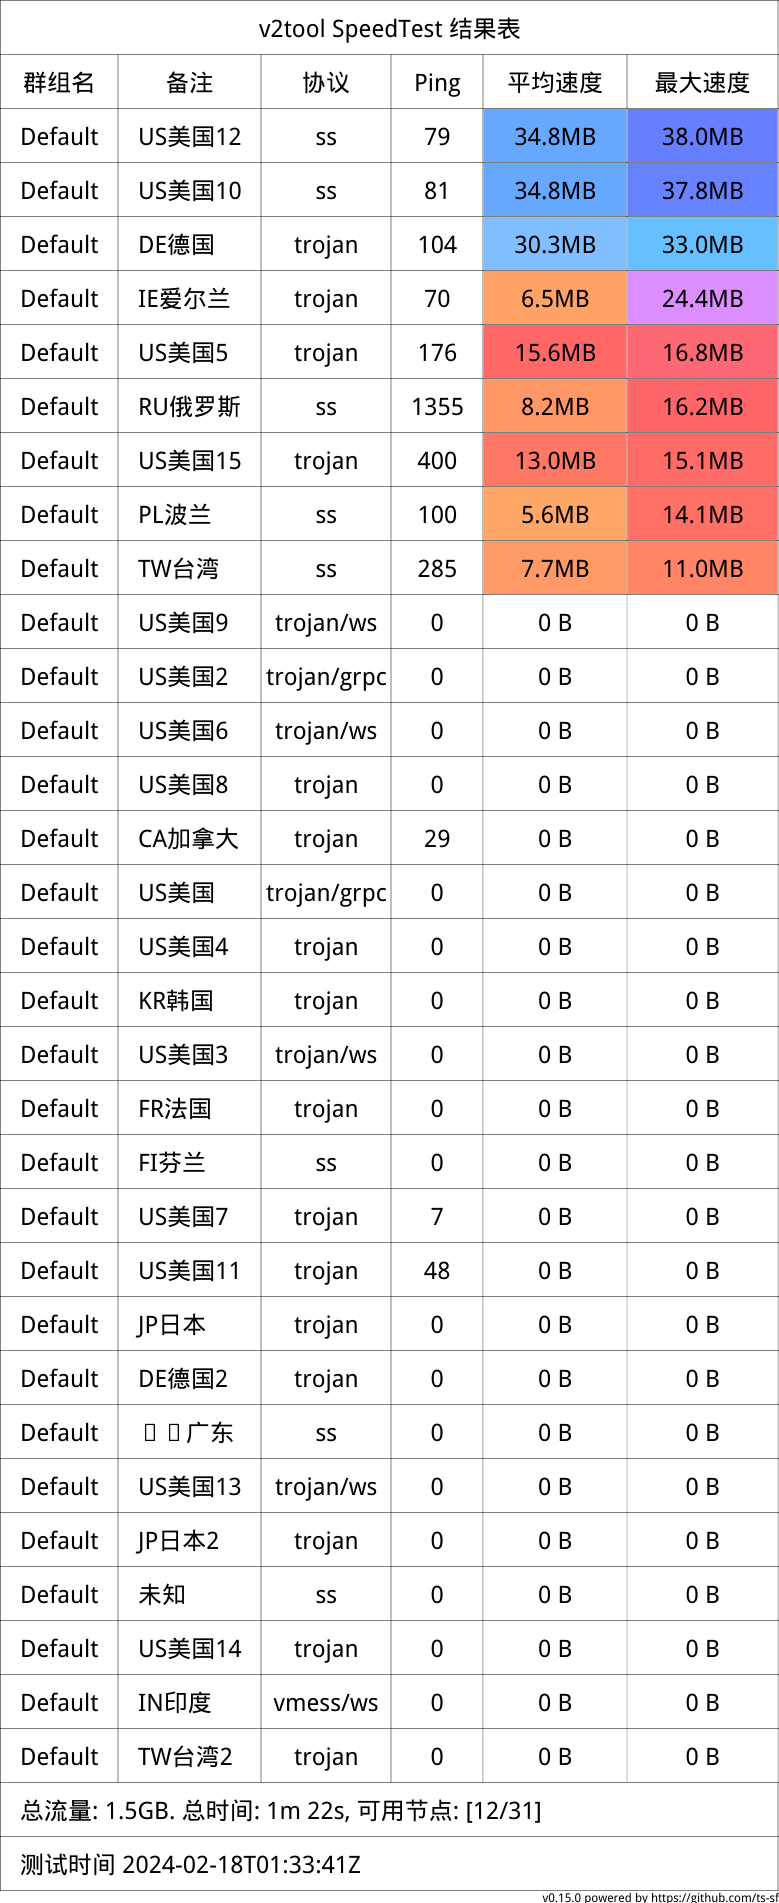 v2tool SpeedTest 结果表
群组名 备注 协议 Ping 平均速度 最大速度
Default US美国12 ss 79 34.8MB 38.0MB
Default US美国10 ss 81 34.8MB 37.8MB
Default DE德国 trojan 104 30.3MB 33.0MB
Default IE爱尔兰 trojan 70 6.5MB 24.4MB
Default US美国5 trojan 176 15.6MB 16.8MB
Default RU俄罗斯 ss 1355 8.2MB 16.2MB
Default US美国15 trojan 400 13.0MB 15.1MB
Default PL波兰 ss 100 5.6MB 14.1MB
Default TW台湾 ss 285 7.7MB 11.0MB
Default US美国9 trojan/ws 0 0 B 0 B
Default US美国2 trojan/grpc 0 0 B 0 B
Default US美国6 trojan/ws 0 0 B 0 B
Default US美国8 trojan 0 0 B 0 B
Default CA加拿大 trojan 29 0 B 0 B
Default US美国 trojan/grpc 0 0 B 0 B
Default US美国4 trojan 0 0 B 0 B
Default KR韩国 trojan 0 0 B 0 B
Default US美国3 trojan/ws 0 0 B 0 B
Default FR法国 trojan 0 0 B 0 B
Default FI芬兰 ss 0 0 B 0 B
Default US美国7 trojan 7 0 B 0 B
Default US美国11 trojan 48 0 B 0 B
Default JP日本 trojan 0 0 B 0 B
Default DE德国2 trojan 0 0 B 0 B
Default 广东 ss 0 0 B 0 B
Default US美国13 trojan/ws 0 0 B 0 B
Default JP日本2 trojan 0 0 B 0 B
Default 未知 ss 0 0 B 0 B
Default US美国14 trojan 0 0 B 0 B
Default IN印度 vmess/ws 0 0 B 0 B
Default TW台湾2 trojan 0 0 B 0 B
总流量: 1.5GB. 总时间: 1m 22s, 可用节点: [12/31]
测试时间 2024-02-18T01:33:41Z
v0.15.0 powered by https://github.com/ts-sf